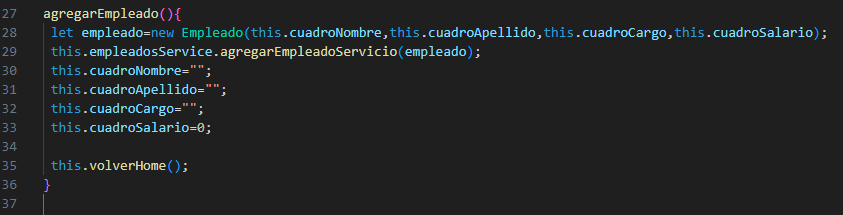 27 agregarEmpleado(){
28 let empleado=new Empleado(this.cuadroNombre,this.cuadroApellido,this.cuadroCargo,this.cuadroSalario);
29 this.empleadosService.agregarEmpleadoServicio(empleado);
30 this.cuadroNombre="";
31 this.cuadroApellido="";
32 this.cuadroCargo="";
33 this.cuadroSalario=0;
34
35 this.volverHome();
36 }
37